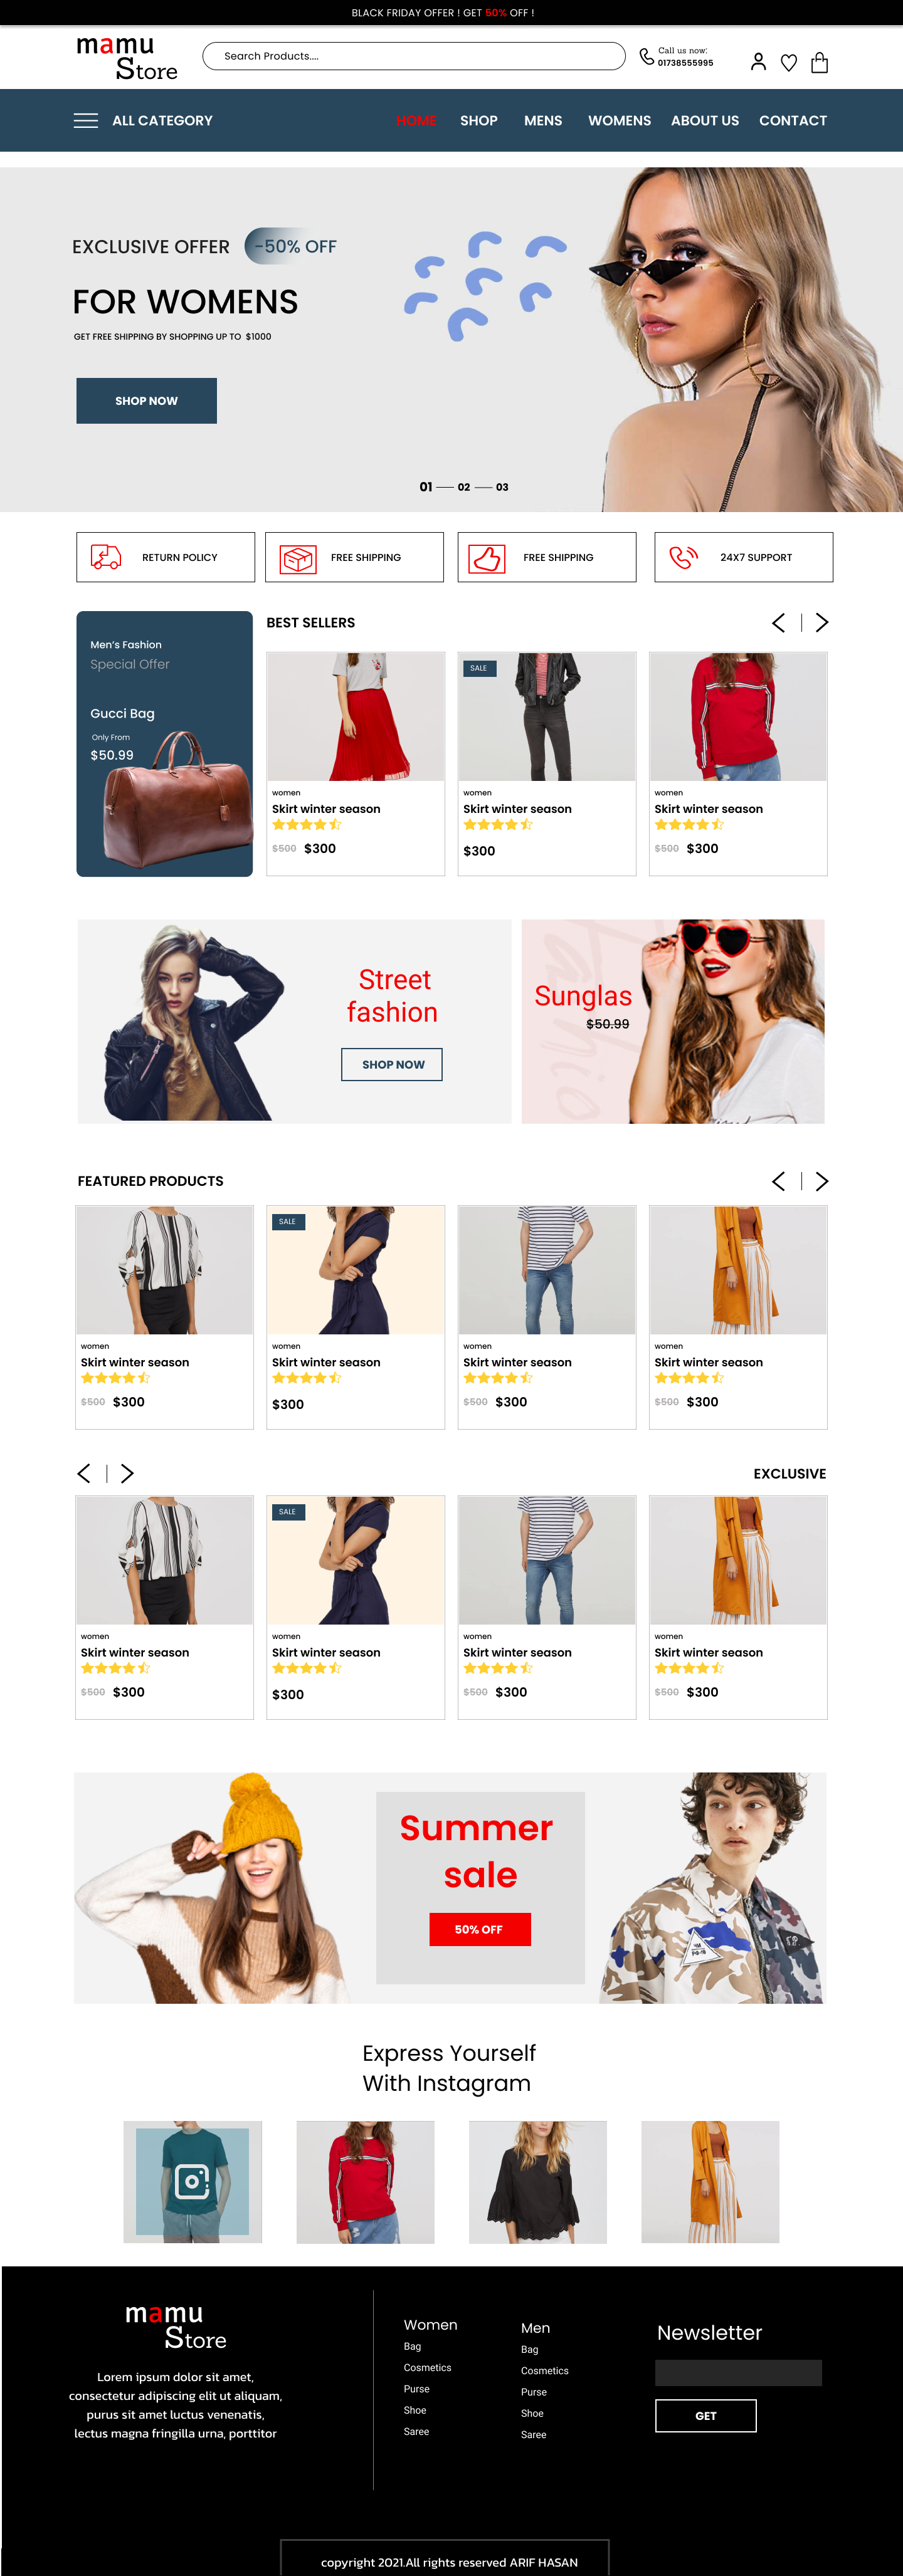 BLACK FRIDAY OFFER ! GET 50% OFF !
mamu
Store
Search Products....
Call us now:
01738555995
ALL CATEGORY
HOME
SHOP
MENS
WOMENS
ABOUT US
CONTACT
EXCLUSIVE OFFER
-50% OFF
FOR WOMENS
GET FREE SHIPPING BY SHOPPING UP TO $1000
SHOP NOW
01
02
03
RETURN POLICY
FREE SHIPPING
FREE SHIPPING
24X7 SUPPORT
Men's Fashion
Special Offer
Gucci Bag
Only From
$50.99
BEST SELLERS
women
Skirt winter season
$500 $300
SALE
women
Skirt winter season
$300
women
Skirt winter season
$500 $300
Street
fashion
SHOP NOW
Sunglas
$50.99
FEATURED PRODUCTS
women
Skirt winter season
$500 $300
SALE
women
Skirt winter season
$300
women
Skirt winter season
$500 $300
women
Skirt winter season
$500 $300
EXCLUSIVE
women
Skirt winter season
$500 $300
SALE
women
Skirt winter season
$300
women
Skirt winter season
$500 $300
women
Skirt winter season
$500 $300
Summer
sale
50% OFF
Express Yourself
With Instagram
mamu
Store
Lorem ipsum dolor sit amet,
consectetur adipiscing elit ut aliquam,
purus sit amet luctus venenatis,
lectus magna fringilla urna, porttitor
Women
Bag
Cosmetics
Purse
Shoe
Saree
Men
Bag
Cosmetics
Purse
Shoe
Saree
Newsletter
GET
copyright 2021.All rights reserved ARIF HASAN